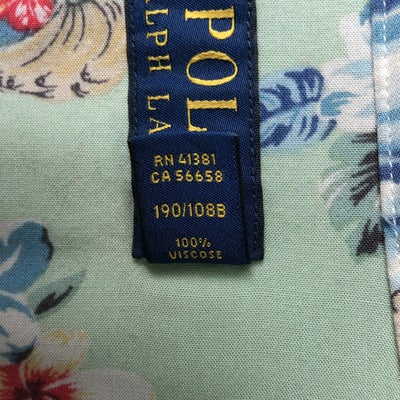 POL
LPH LA
RN 41381
CA 56658
190/108B
100%
VISCOSE